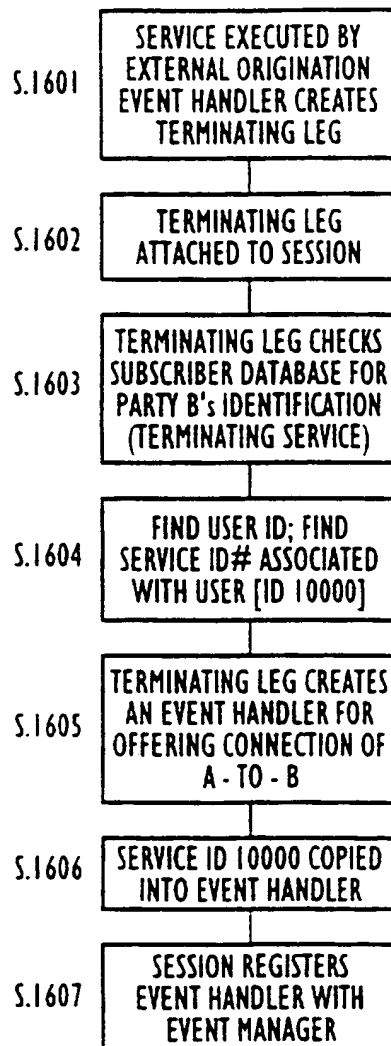 S.1601
SERVICE EXECUTED BY
EXTERNAL ORIGINATION
EVENT HANDLER CREATES
TERMINATING LEG
S.1602
TERMINATING LEG
ATTACHED TO SESSION
S.1603
TERMINATING LEG CHECKS
SUBSCRIBER DATABASE FOR
PARTY B's IDENTIFICATION
(TERMINATING SERVICE)
S.1604
FIND USER ID; FIND
SERVICE ID# ASSOCIATED
WITH USER [ID 10000]
S.1605
TERMINATING LEG CREATES
AN EVENT HANDLER FOR
OFFERING CONNECTION OF
A - TO - B
S.1606
SERVICE ID 10000 COPIED
INTO EVENT HANDLER
S.1607
SESSION REGISTERS
EVENT HANDLER WITH
EVENT MANAGER